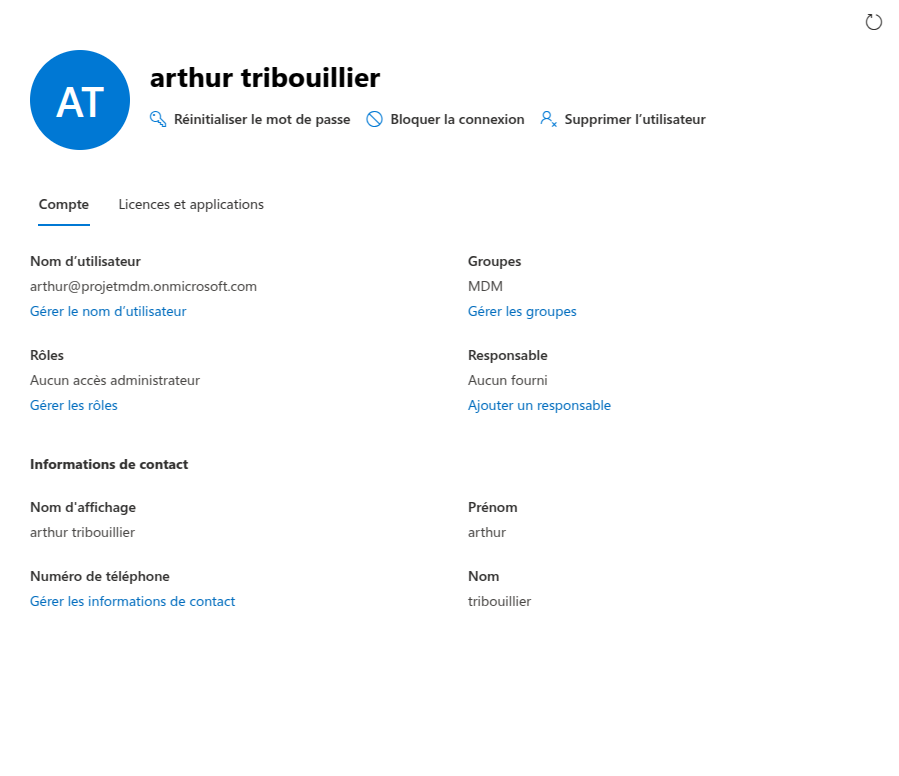 AT
arthur tribouillier
Réinitialiser le mot de passe Bloquer la connexion Supprimer l’utilisateur
Compte Licences et applications
Nom d’utilisateur
arthur@projetmdm.onmicrosoft.com
Gérer le nom d’utilisateur
Groupes
MDM
Gérer les groupes
Rôles
Aucun accès administrateur
Gérer les rôles
Responsable
Aucun fourni
Ajouter un responsable
Informations de contact
Nom d'affichage
arthur tribouillier
Prénom
arthur
Numéro de téléphone
Gérer les informations de contact
Nom
tribouillier